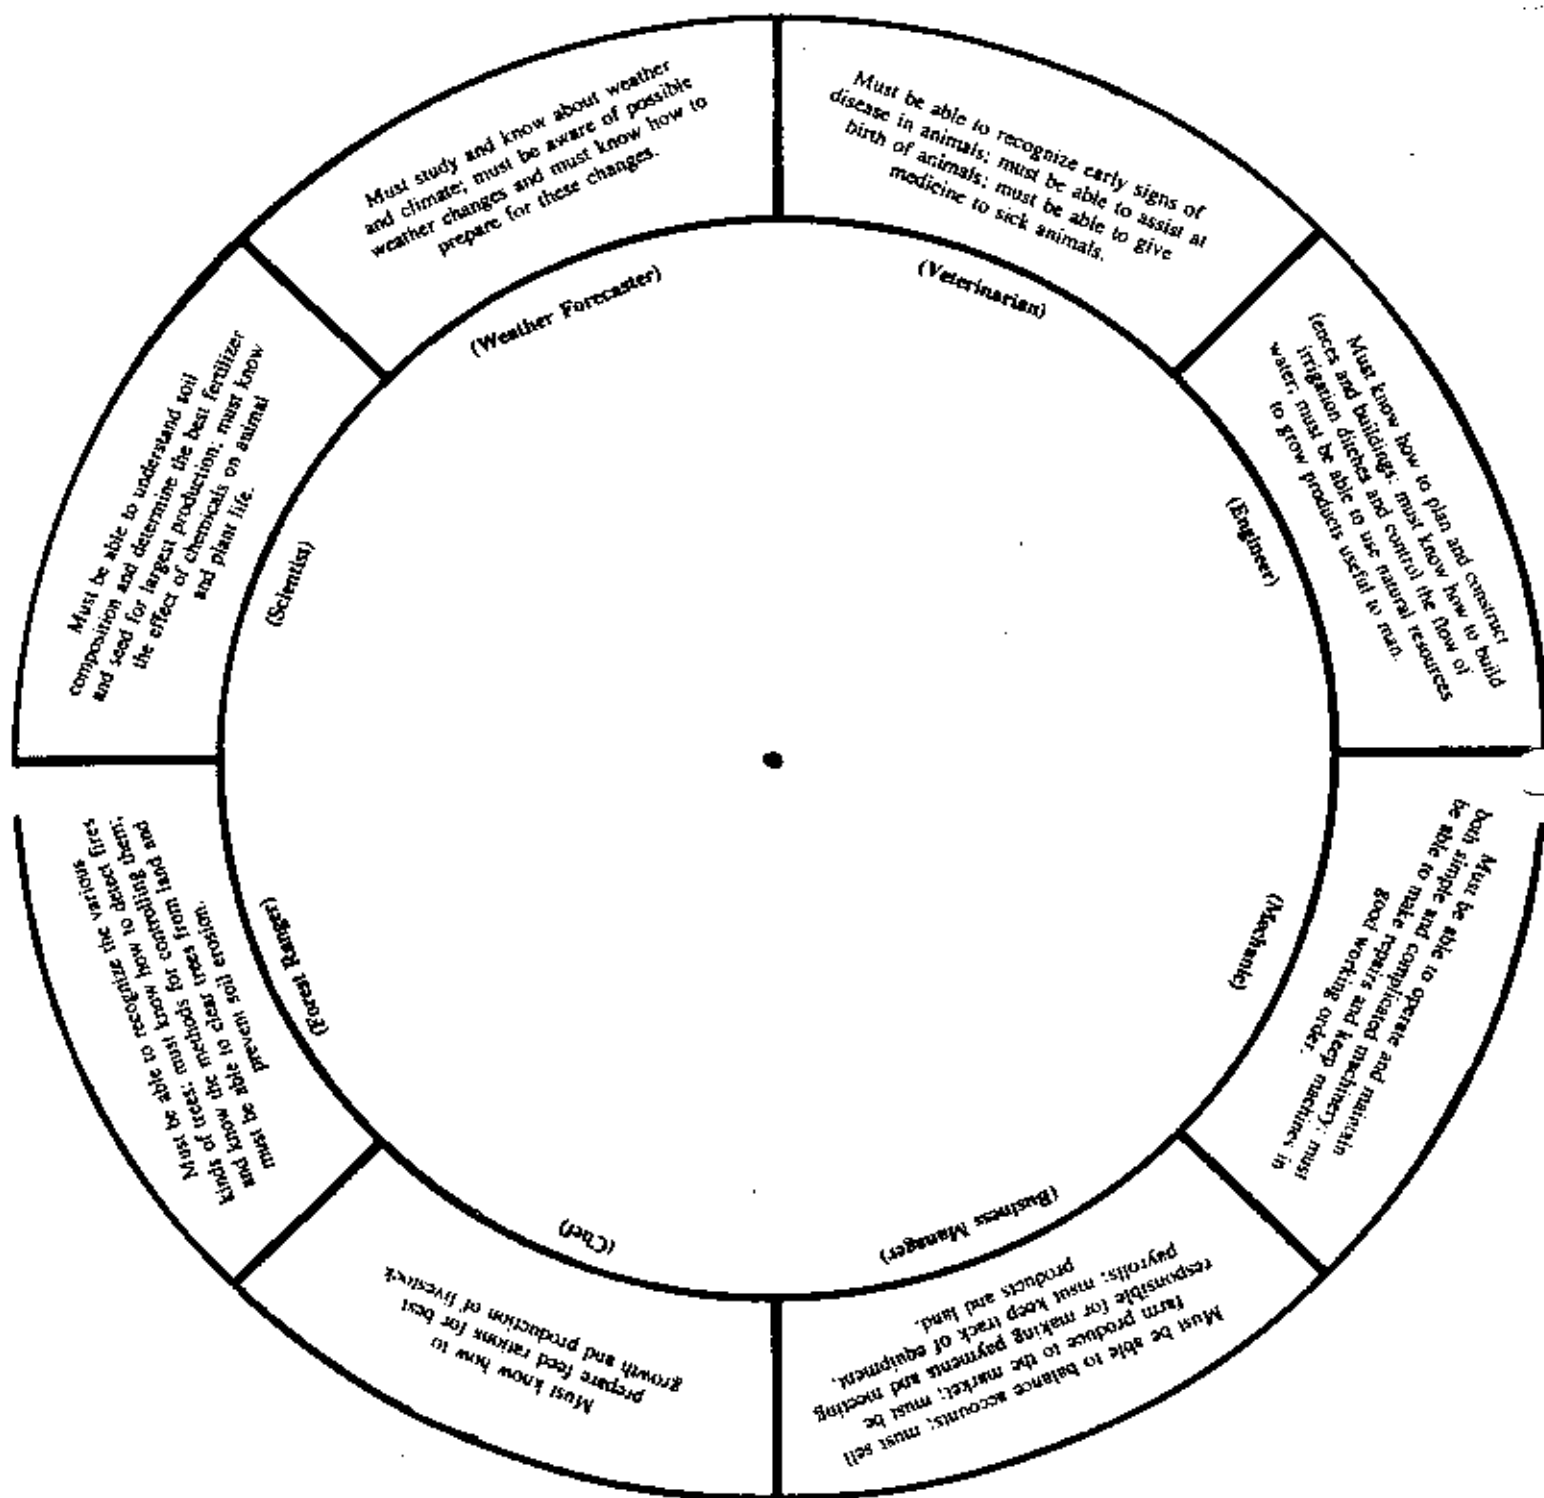 Must study and know about weather
and climate; must be aware of possible
weather changes and must know how to
prepare for these changes.
(Weather Forecaster)
Must be able to recognize early signs of
disease in animals; must be able to assist at
birth of animals; must be able to give
medicine to sick animals.
(Veterinarian)
Must know how to plan and construct
fences and buildings; must know how to build
irrigation ditches and control the flow of
water; must be able to use natural resources
to grow products useful to man.
(Engineer)
Must be able to operate and maintain
both simple and complicated machinery; must
be able to make repairs and keep machines in
good working order.
(Mechanic)
Must be able to balance accounts; must sell
farm produce to the market; must be
responsible for making payments and meeting
payrolls; msut keep track of equipment,
products and land.
(Business Manager)
Must know how to
prepare feed rations for best
growth and production of livestock
(Chef)
Must be able to recognize the various
kinds of trees; must know how to detect fires
and know the methods for controlling them;
must be able to clear trees from land and
prevent soil erosion.
(Forest Ranger)
Must be able to understand soil
composition and determine the best fertilizer
and seed for largest production; must know
the effect of chemicals on animal
and plant life.
(Scientist)